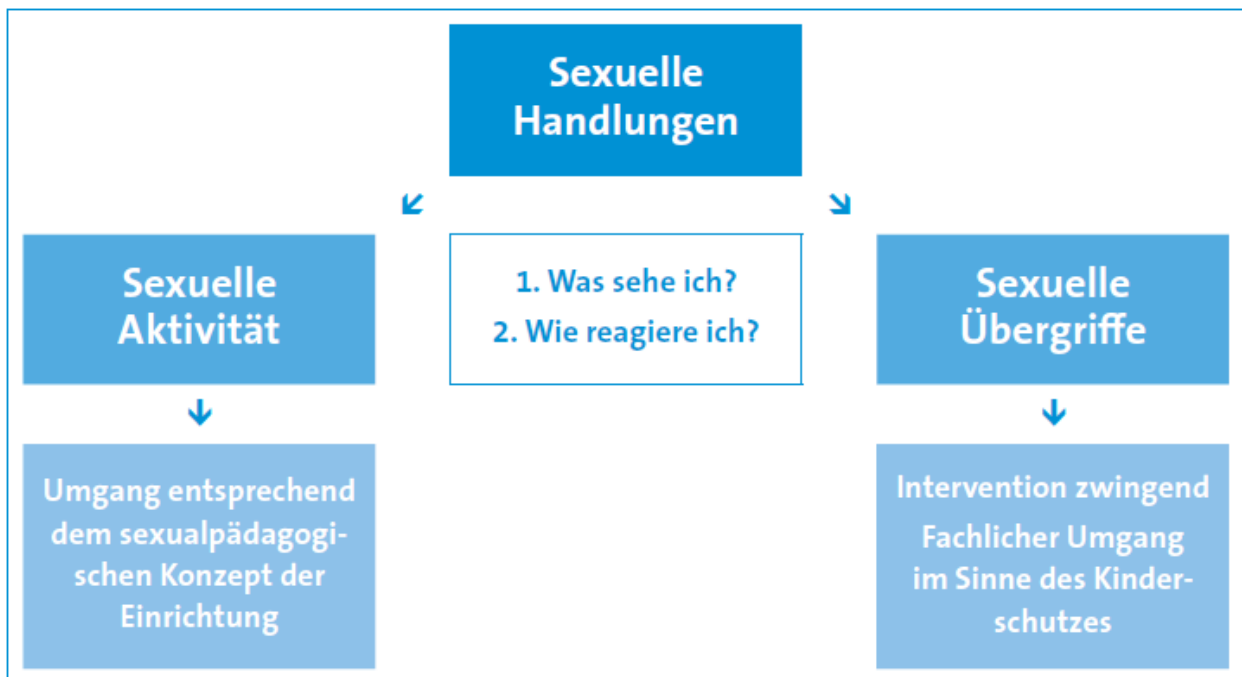 Sexuelle
Handlungen
Sexuelle
Aktivität
1. Was sehe ich?
2. Wie reagiere ich?
Sexuelle
Übergriffe
Umgang entsprechend
dem sexualpädagogi-
schen Konzept der
Einrichtung
Intervention zwingend
Fachlicher Umgang
im Sinne des Kinder-
schutzes